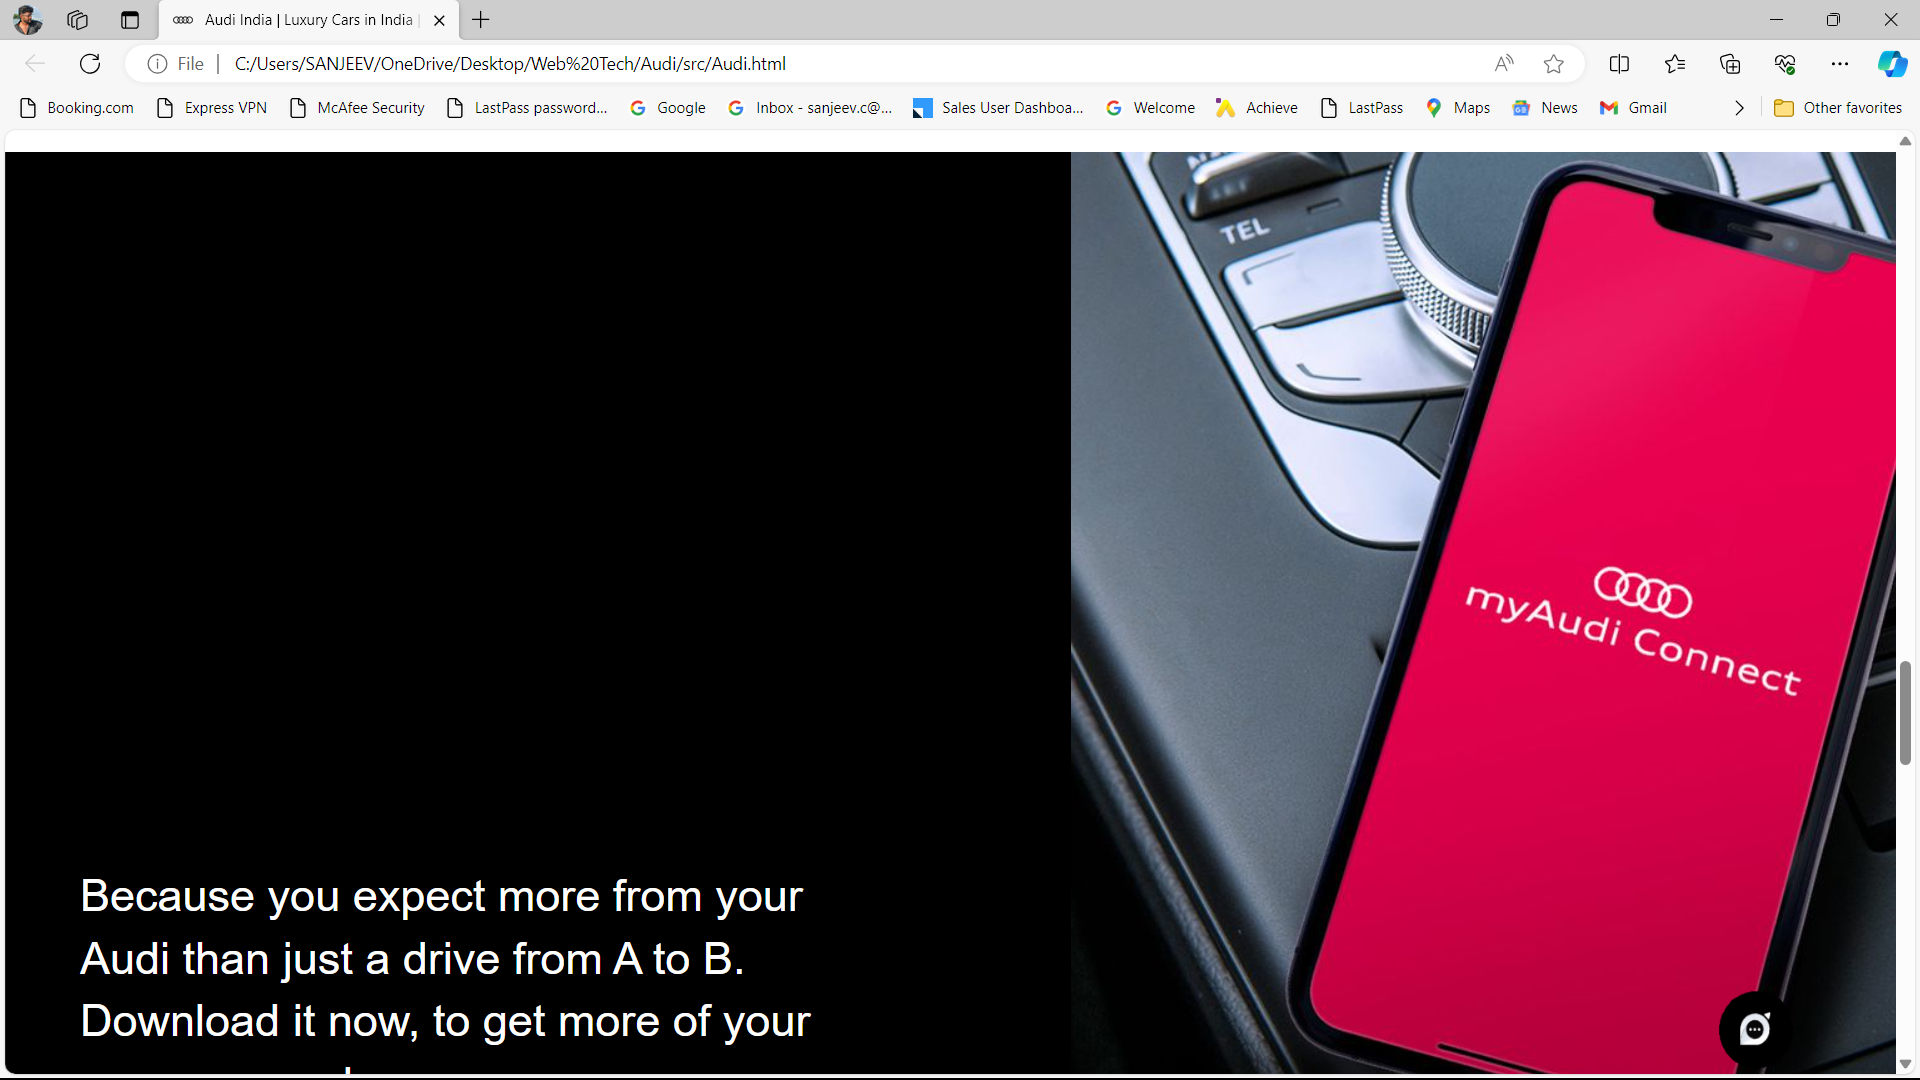 Audi India | Luxury Cars in India |
File
C:/Users/SANJEEV/OneDrive/Desktop/Web%20Tech/Audi/src/Audi.html
Booking.com
Express VPN
McAfee Security
LastPass password...
Google
Inbox - sanjeev.c@...
Sales User Dashboa...
Welcome
Achieve
LastPass
Maps
News
Gmail
Other favorites
TEL
myAudi Connect
Because you expect more from your
Audi than just a drive from A to B.
Download it now, to get more of your